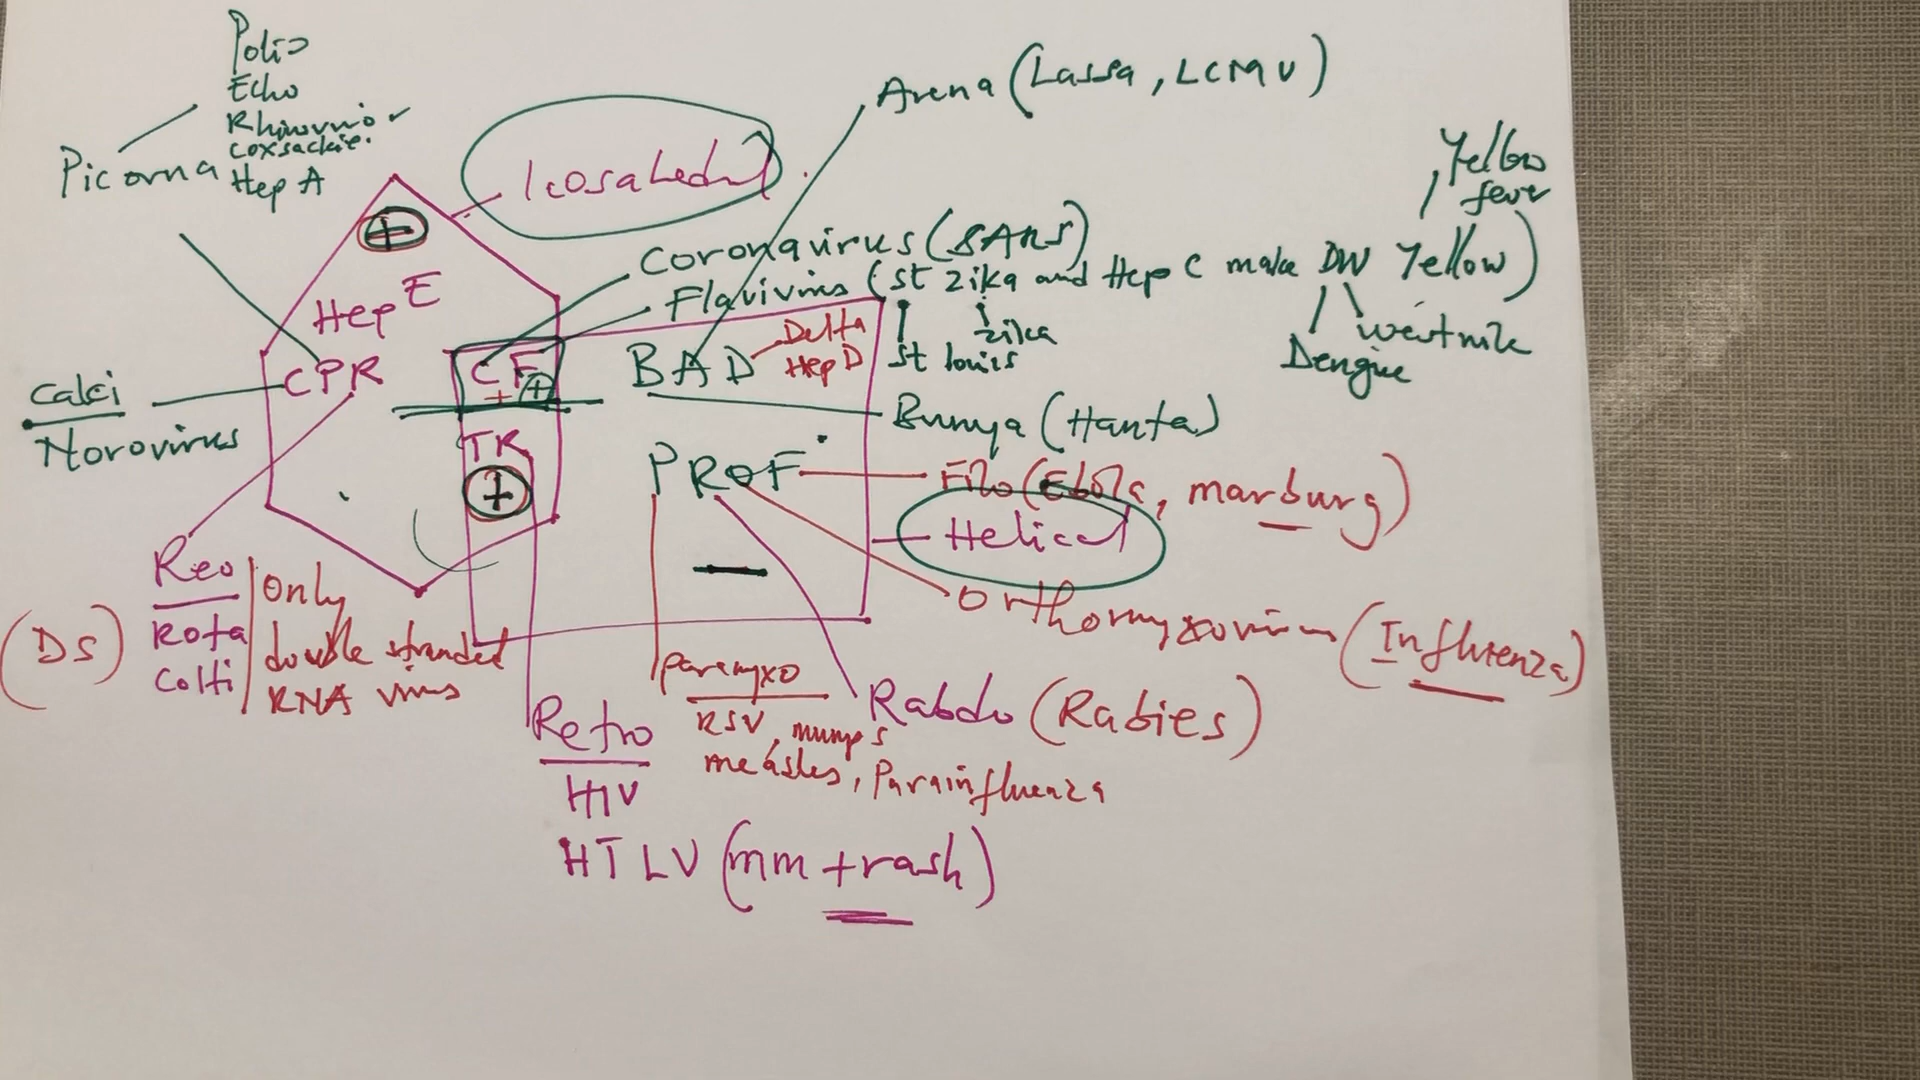 Polio
Echo
Rhinoviro ✓
Coxsackie.
Picorna Hep A
Icosahedral
Arena (Lassa, LCMV)
Yellow
fever
+
Coronavirus (SARS)
Flavivirus (St Zika and Hep C make DW Yellow)
Hep E
Delta
Hep D
St Louis
Zika
Dengue
westnile
CPR
CF
+ +
BAD
Calci
Norovirus
Bunya (Hanta)
TR
+
PROF
Filo (Ebola, marburg)
Helical
—
Orthomyxovirus (Influenza)
(DS)
Reo
Rota
Colti
Only
double stranded
RNA virus
Paramyxo
RSV, mumps
measles, Parainfluenza
Rabdo (Rabies)
Retro
HIV
HTLV (mm + rash)